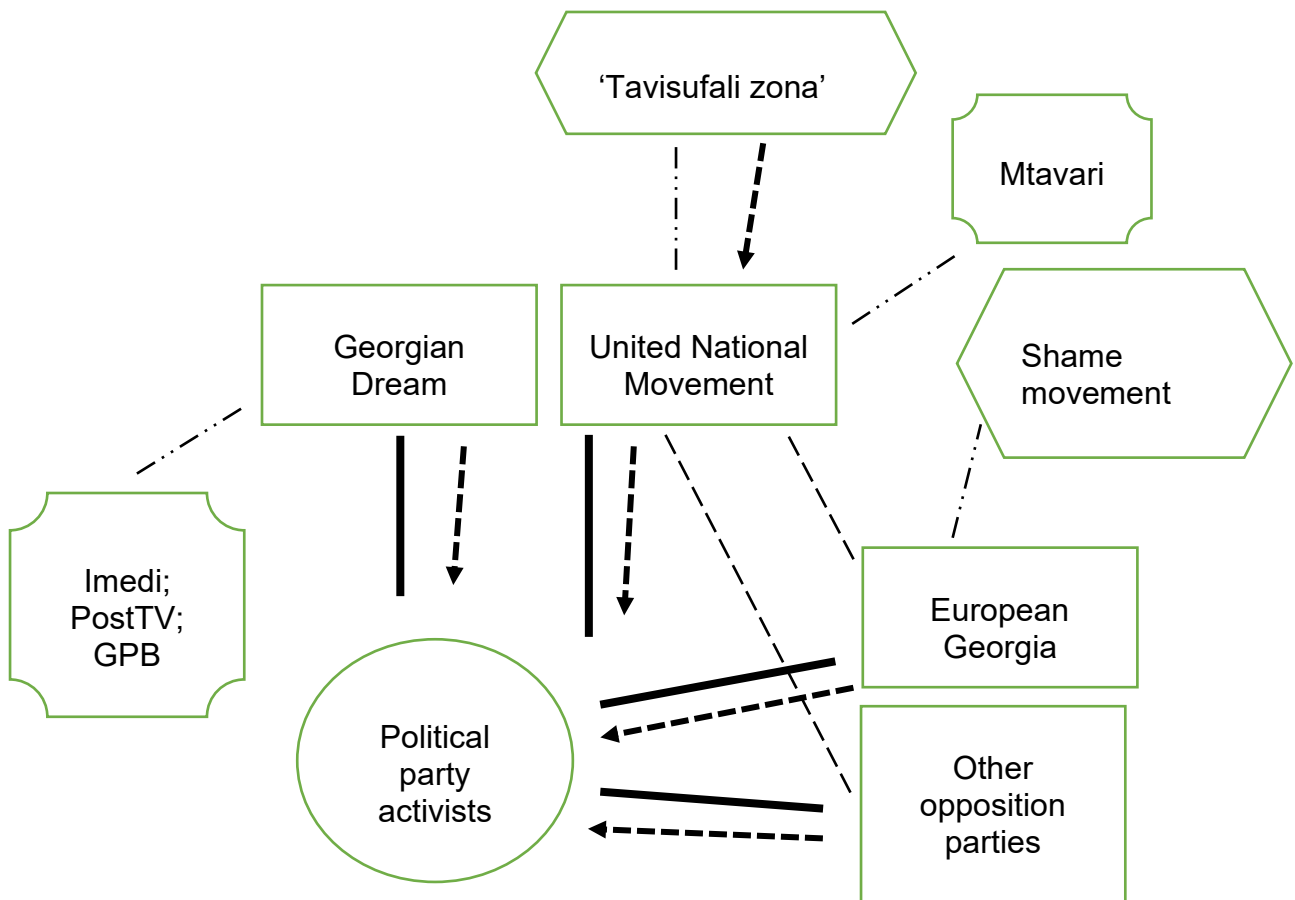 ‘Tavisufali zona’
Mtavari
Georgian
Dream
United National
Movement
Shame
movement
Imedi;
PostTV;
GPB
European
Georgia
Political
party
activists
Other
opposition
parties